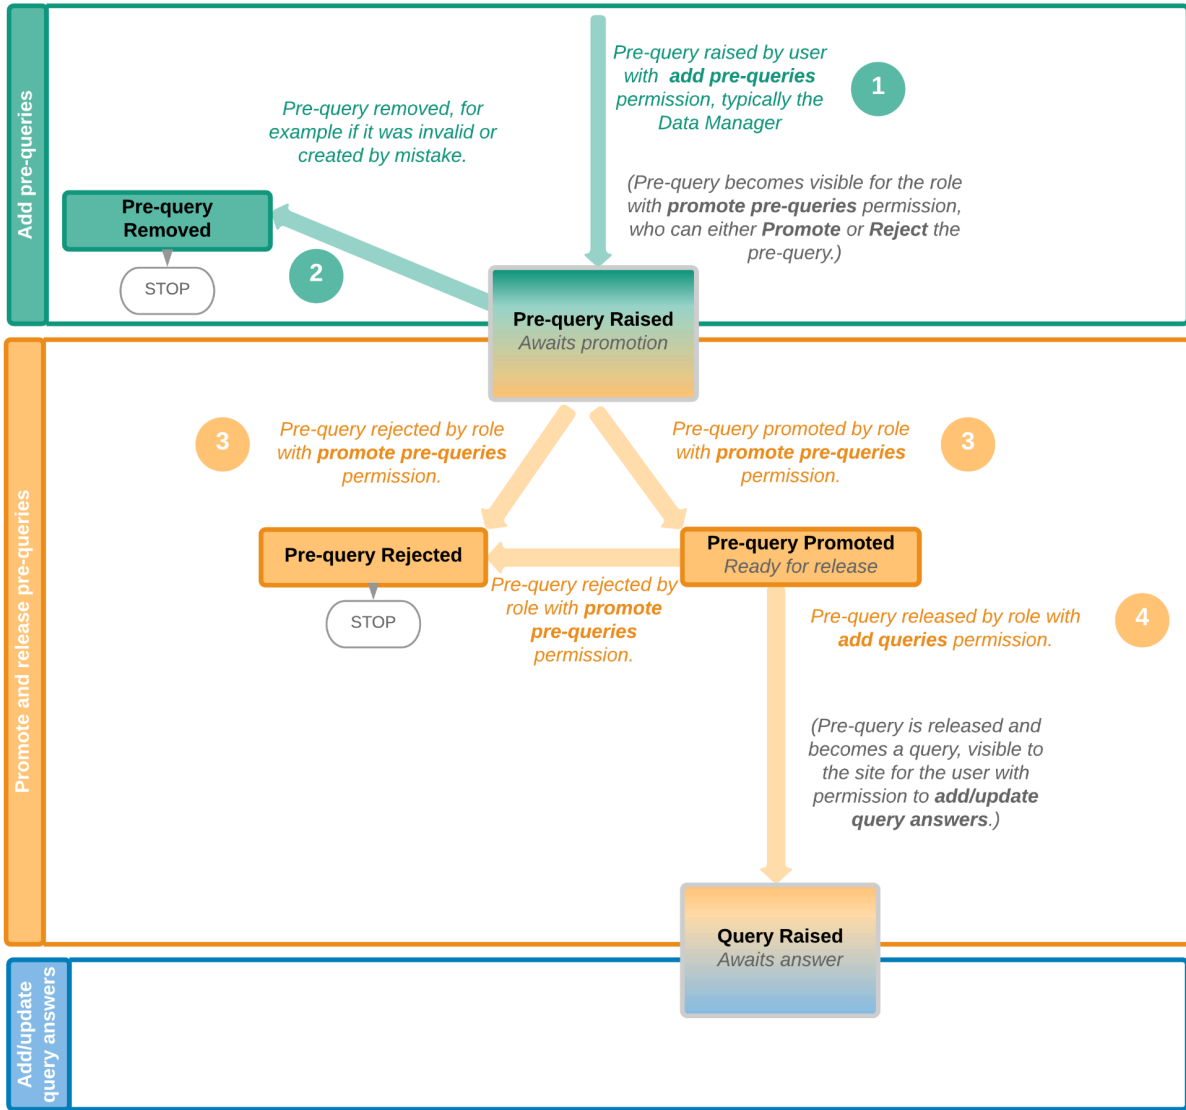 Add pre-queries
Pre-query raised by user
with add pre-queries
permission, typically the
Data Manager
1
Pre-query removed, for
example if it was invalid or
created by mistake.
(Pre-query becomes visible for the role
with promote pre-queries permission,
who can either Promote or Reject the
pre-query.)
Pre-query
Removed
STOP
2
Pre-query Raised
Awaits promotion
Promote and release pre-queries
3
Pre-query rejected by role
with promote pre-queries
permission.
Pre-query promoted by role
with promote pre-queries
permission.
3
Pre-query Rejected
STOP
Pre-query Promoted
Ready for release
Pre-query rejected by
role with promote
pre-queries
permission.
Pre-query released by role with
add queries permission.
4
(Pre-query is released and
becomes a query, visible to
the site for the user with
permission to add/update
query answers.)
Query Raised
Awaits answer
Add/update
query answers